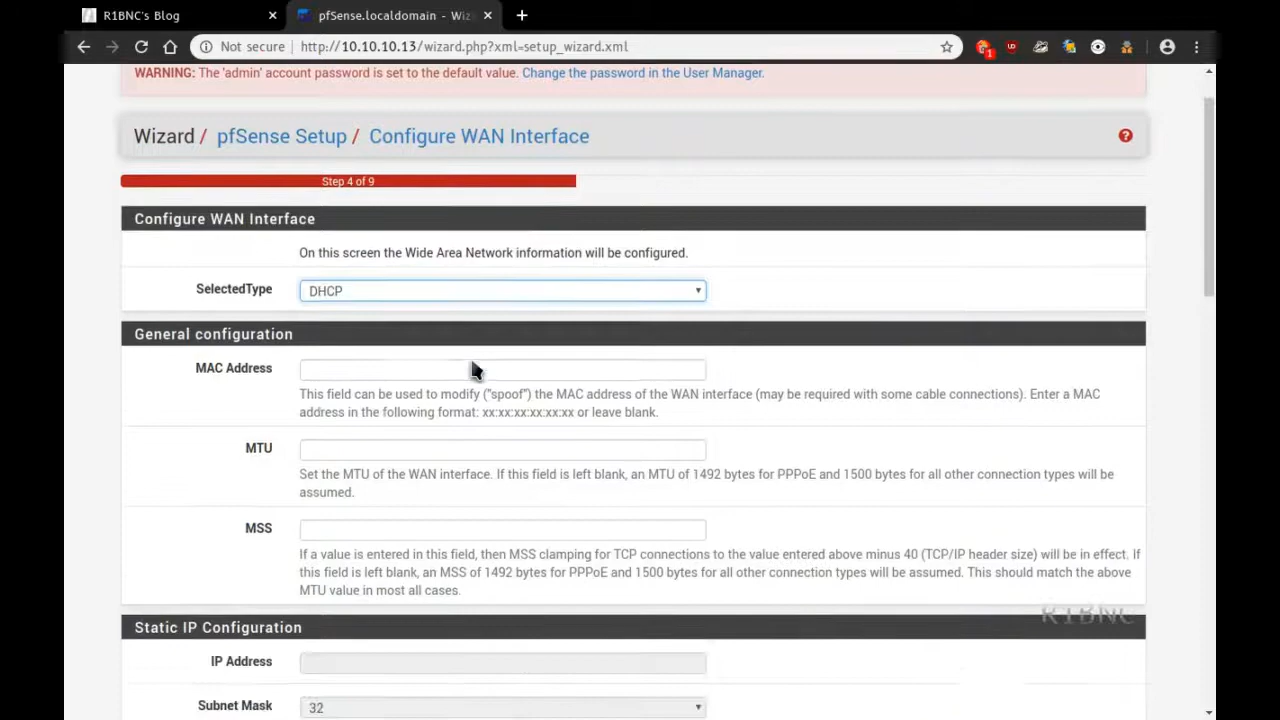 R1BNC's Blog
pfSense.localdomain - Wiz
Not secure
http://10.10.10.13/wizard.php?xml=setup_wizard.xml
1
WARNING: The 'admin' account password is set to the default value. Change the password in the User Manager.
Wizard / pfSense Setup / Configure WAN Interface
Step 4 of 9
Configure WAN Interface
On this screen the Wide Area Network information will be configured.
SelectedType
DHCP
General configuration
MAC Address
This field can be used to modify ("spoof") the MAC address of the WAN interface (may be required with some cable connections). Enter a MAC
address in the following format: xx:xx:xx:xx:xx:xx or leave blank.
MTU
Set the MTU of the WAN interface. If this field is left blank, an MTU of 1492 bytes for PPPoE and 1500 bytes for all other connection types will be
assumed.
MSS
If a value is entered in this field, then MSS clamping for TCP connections to the value entered above minus 40 (TCP/IP header size) will be in effect. If
this field is left blank, an MSS of 1492 bytes for PPPoE and 1500 bytes for all other connection types will be assumed. This should match the above
MTU value in most all cases.
R1BNC
Static IP Configuration
IP Address
Subnet Mask
32